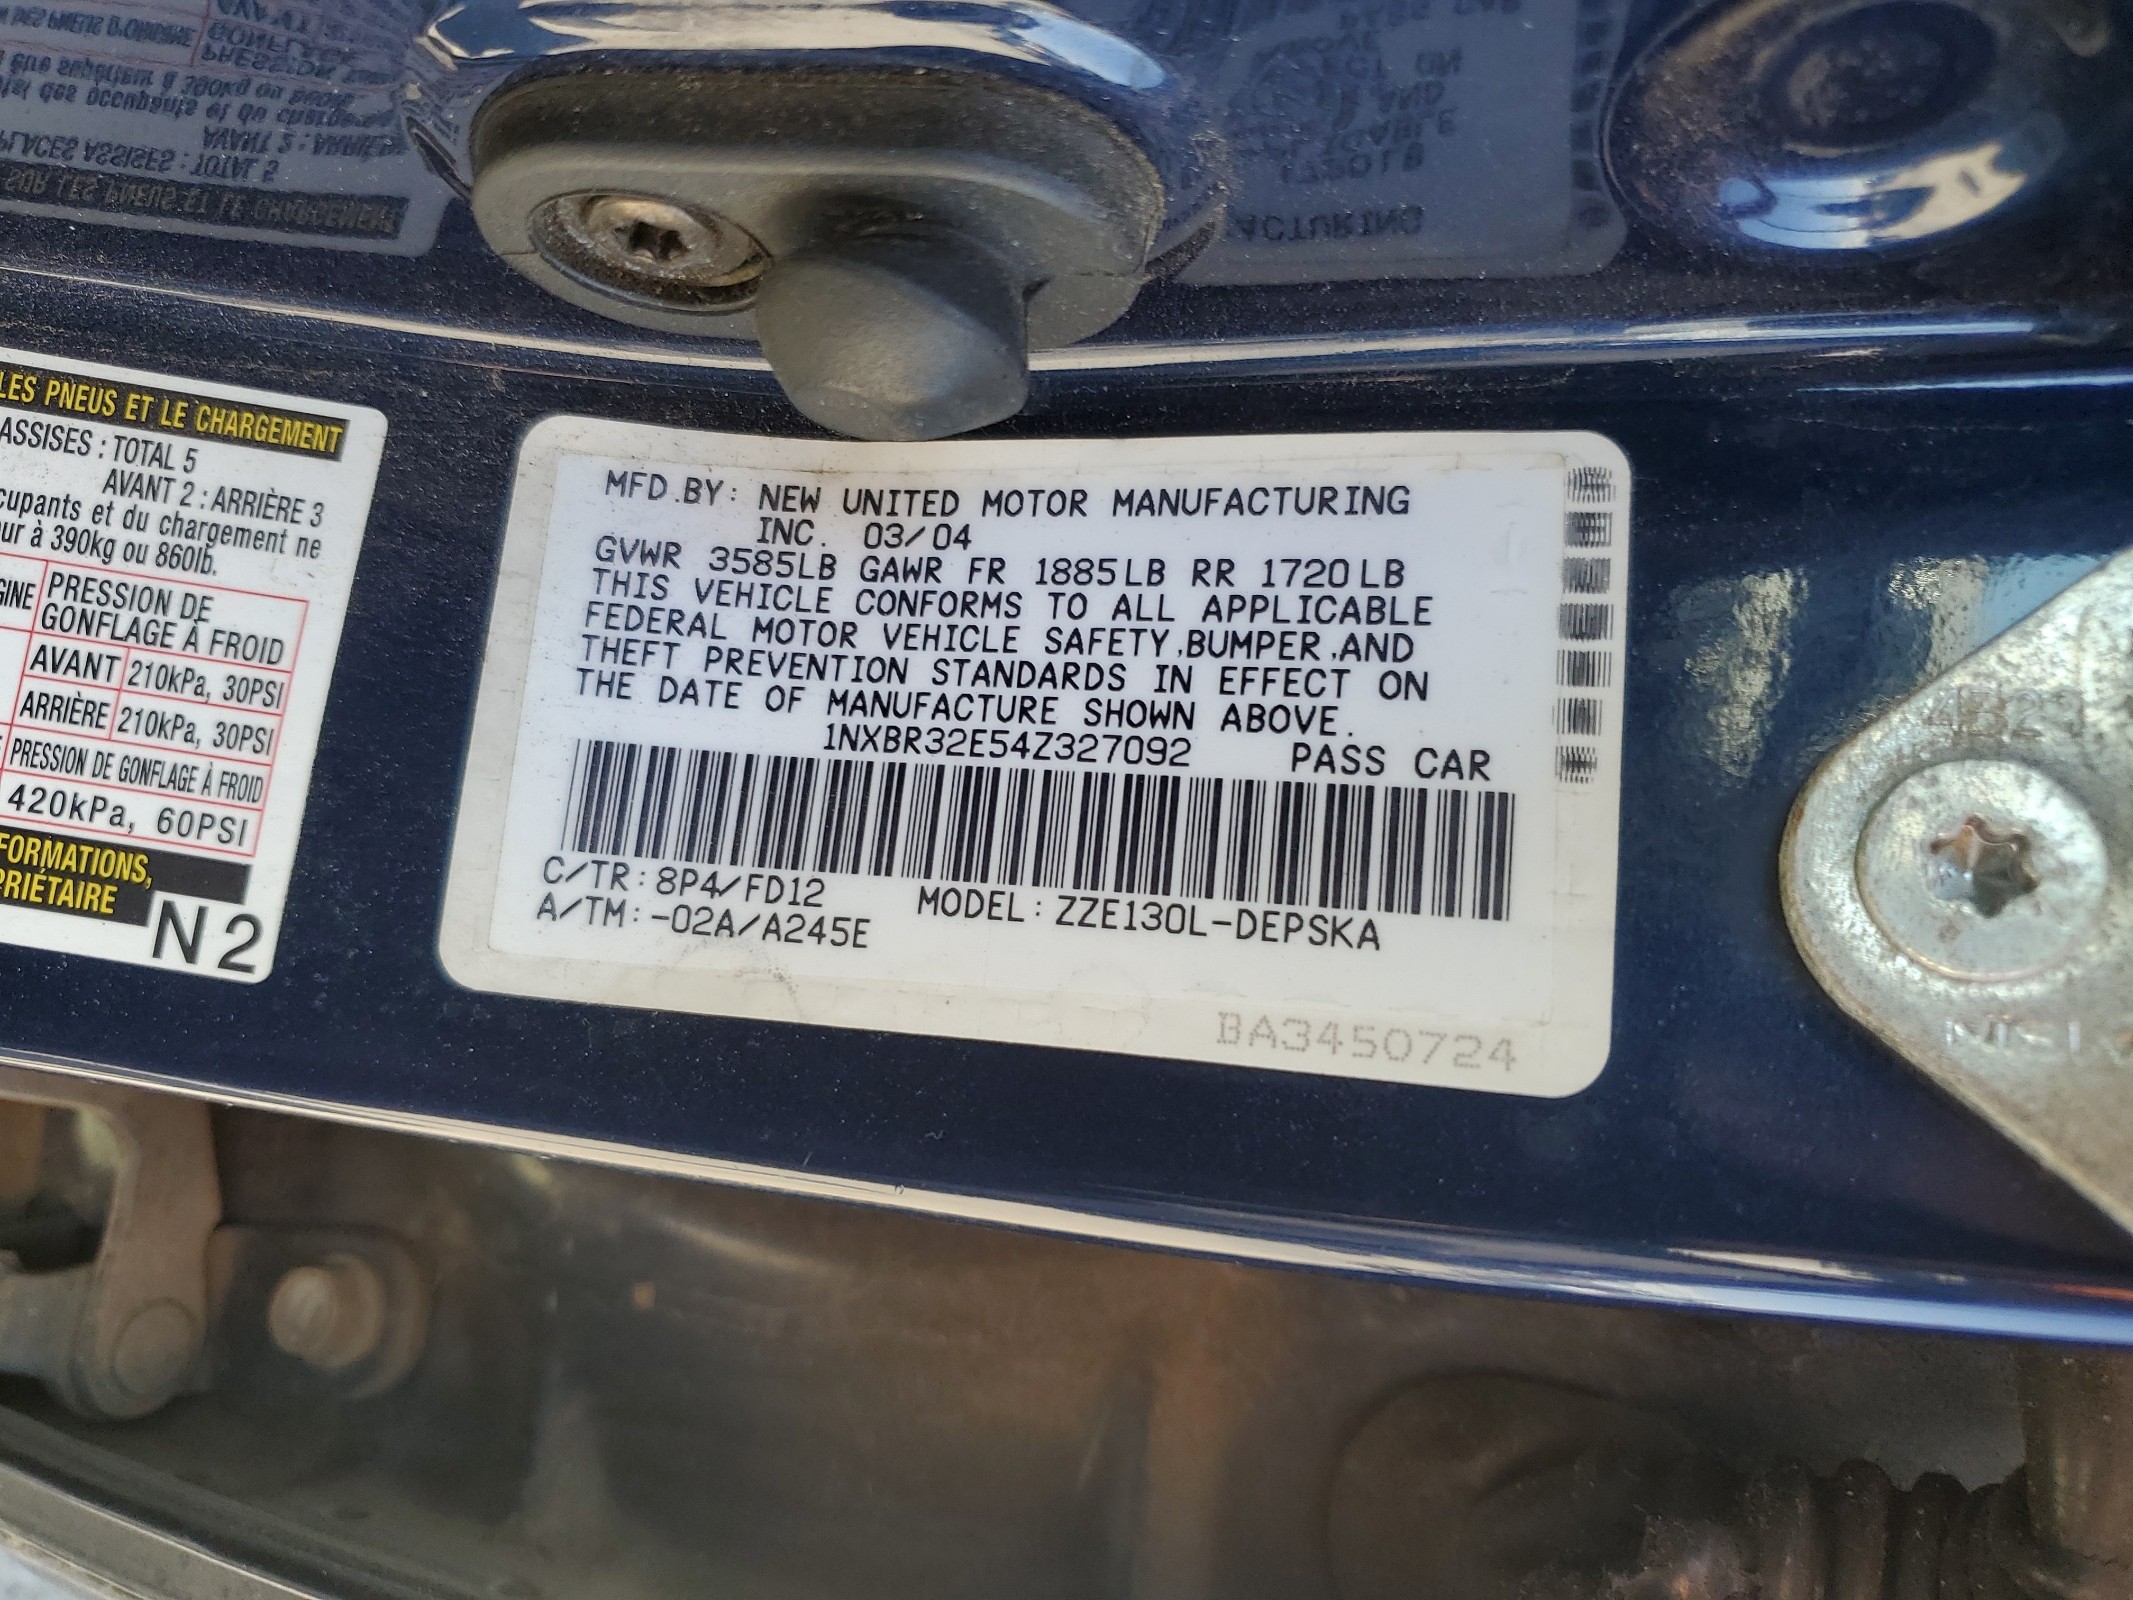 LES PNEUS ET LE CHARGEMENT
ASSISES : TOTAL 5
AVANT 2 : ARRIÈRE 3
cupants et du chargement ne
ur à 390kg ou 860lb.
GINE PRESSION DE
GONFLAGE À FROID
AVANT 210kPa, 30PSI
ARRIÈRE 210kPa, 30PSI
PRESSION DE GONFLAGE À FROID
420kPa, 60PSI
FORMATIONS,
PRIÉTAIRE
N2
MFD.BY: NEW UNITED MOTOR MANUFACTURING
INC. 03/04
GVWR 3585LB GAWR FR 1885LB RR 1720LB
THIS VEHICLE CONFORMS TO ALL APPLICABLE
FEDERAL MOTOR VEHICLE SAFETY,BUMPER,AND
THEFT PREVENTION STANDARDS IN EFFECT ON
THE DATE OF MANUFACTURE SHOWN ABOVE.
1NXBR32E54Z327092 PASS CAR
C/TR: 8P4/FD12
A/TM:-02A/A245E MODEL: ZZE130L-DEPSKA
BA3450724